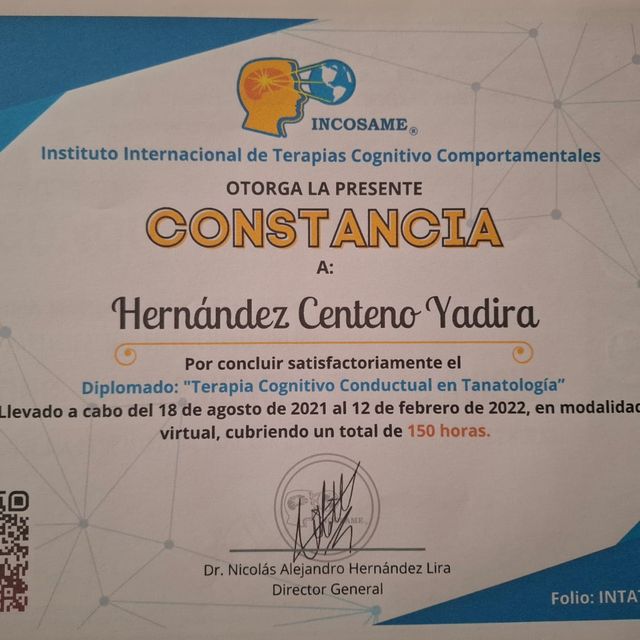 INCOSAME®
Instituto Internacional de Terapias Cognitivo Comportamentales
OTORGA LA PRESENTE
CONSTANCIA
A:
Hernández Centeno Yadira
Por concluir satisfactoriamente el
Diplomado: "Terapia Cognitivo Conductual en Tanatología”
Llevado a cabo del 18 de agosto de 2021 al 12 de febrero de 2022, en modalidad
virtual, cubriendo un total de 150 horas.
Dr. Nicolás Alejandro Hernández Lira
Director General
Folio: INTAT